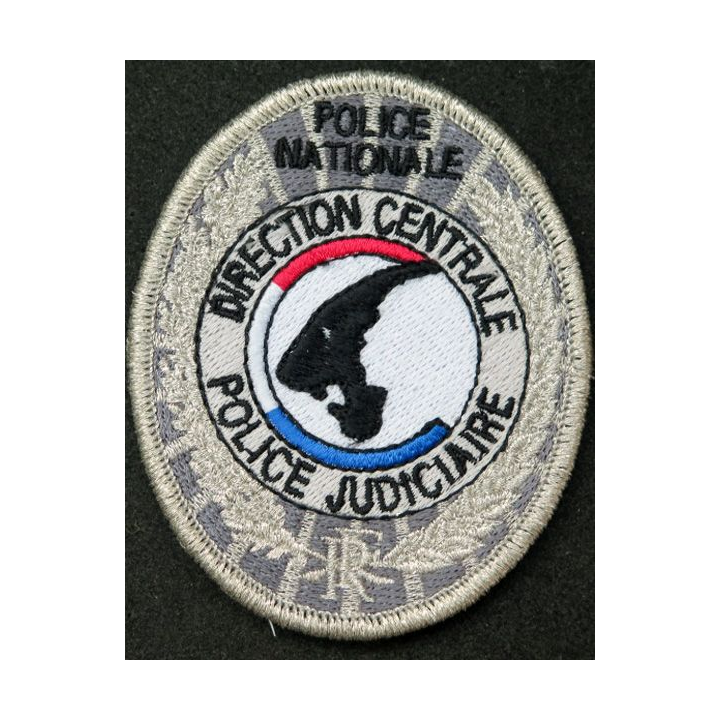 POLICE
NATIONALE
DIRECTION CENTRALE
POLICE JUDICIAIRE
RF